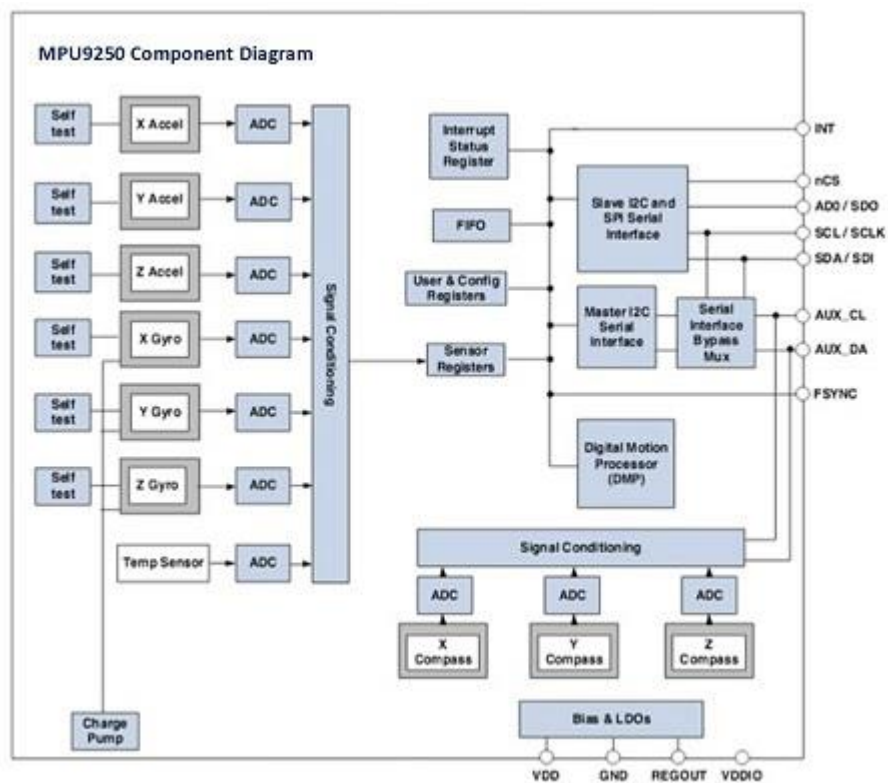 MPU9250 Component Diagram
Self
test
X Accel
ADC
Self
test
Y Accel
ADC
Self
test
Z Accel
ADC
Self
test
X Gyro
ADC
Self
test
Y Gyro
ADC
Self
test
Z Gyro
ADC
Temp Sensor
ADC
Signal Conditioning
Charge
Pump
Interrupt
Status
Register
FIFO
User & Config
Registers
Sensor
Registers
Slave I2C and
SPI Serial
Interface
Master I2C
Serial
Interface
Serial
Interface
Bypass
Mux
Digital Motion
Processor
(DMP)
INT
nCS
AD0 / SDO
SCL / SCLK
SDA / SDI
AUX_CL
AUX_DA
FSYNC
Signal Conditioning
ADC
ADC
ADC
X
Compass
Y
Compass
Z
Compass
Bias & LDOs
VDD
GND
REGOUT
VDDIO